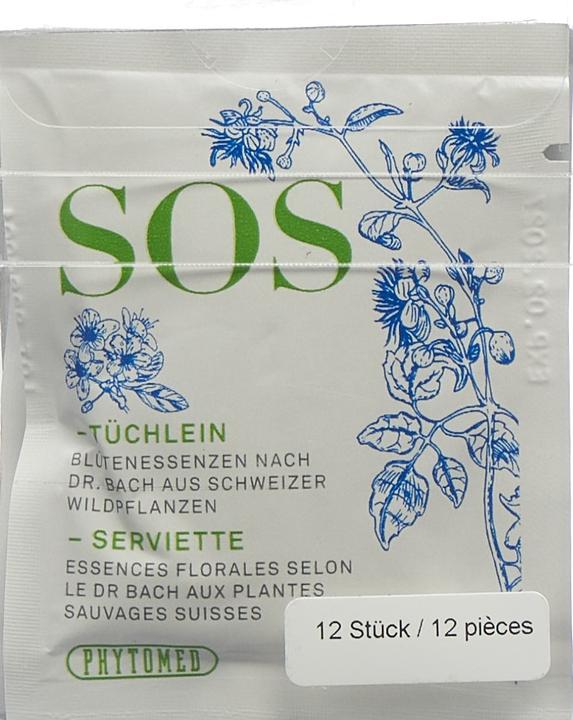 SOS
-TÜCHLEIN
BLÜTENESSENZEN NACH
DR. BACH AUS SCHWEIZER
WILDPFLANZEN
– SERVIETTE
ESSENCES FLORALES SELON
LE DR BACH AUX PLANTES
SAUVAGES SUISSES
PHYTOMED
12 Stück / 12 pièces